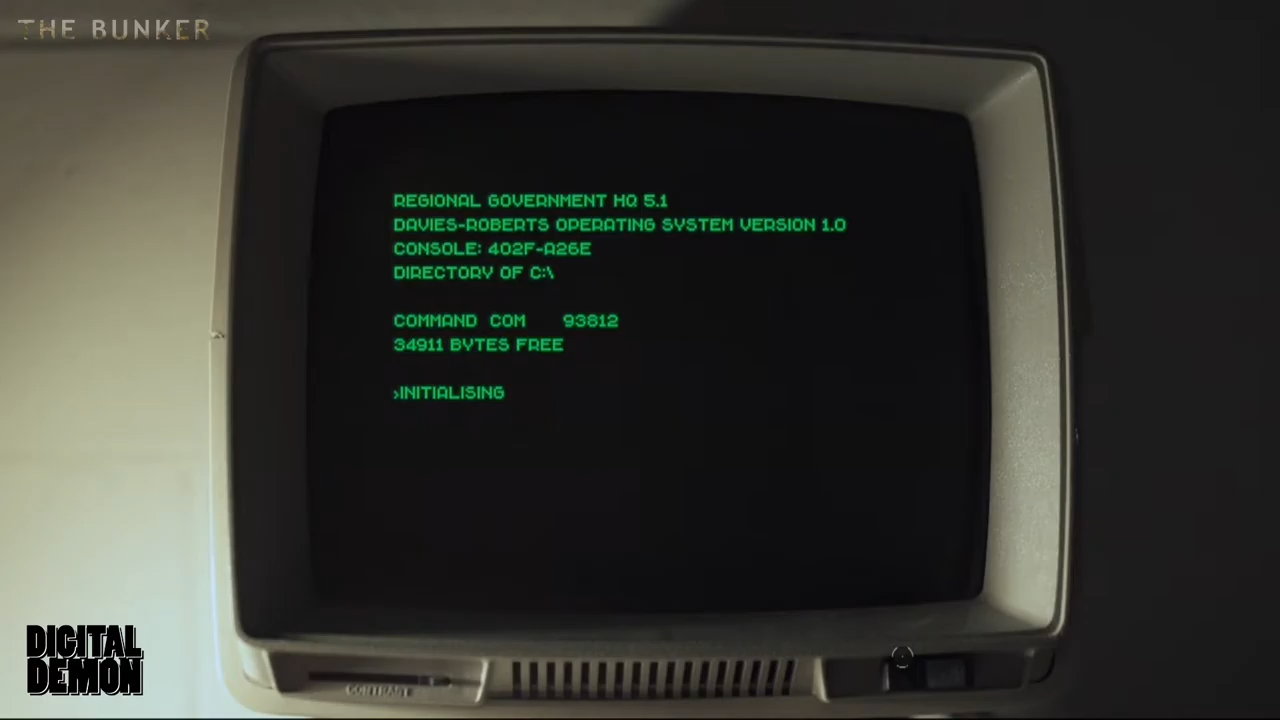 THE BUNKER
REGIONAL GOVERNMENT HQ 5.1
DAVIES-ROBERTS OPERATING SYSTEM VERSION 1.0
CONSOLE: 402F-A26E
DIRECTORY OF C:\
COMMAND COM 93812
34911 BYTES FREE
>INITIALISING
CONTRAST
DIGITAL
DEMON